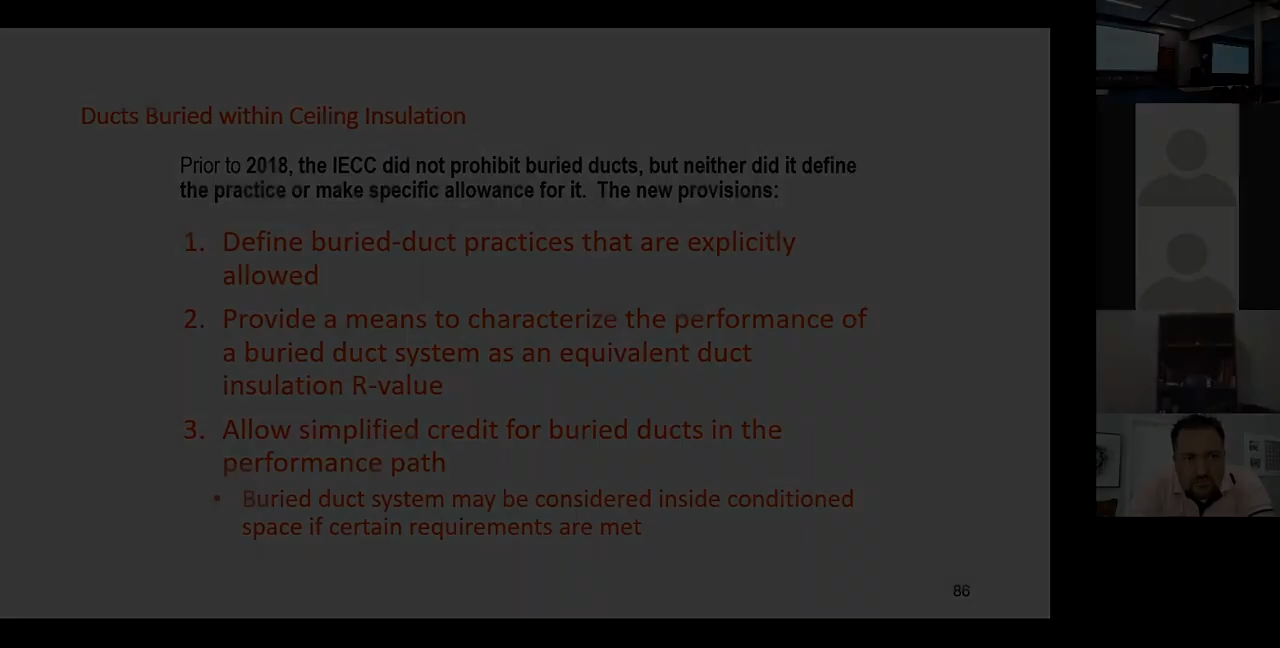 Ducts Buried within Ceiling Insulation
Prior to 2018, the IECC did not prohibit buried ducts, but neither did it define
the practice or make specific allowance for it. The new provisions:
1. Define buried-duct practices that are explicitly
allowed
2. Provide a means to characterize the performance of
a buried duct system as an equivalent duct
insulation R-value
3. Allow simplified credit for buried ducts in the
performance path
• Buried duct system may be considered inside conditioned
space if certain requirements are met
86